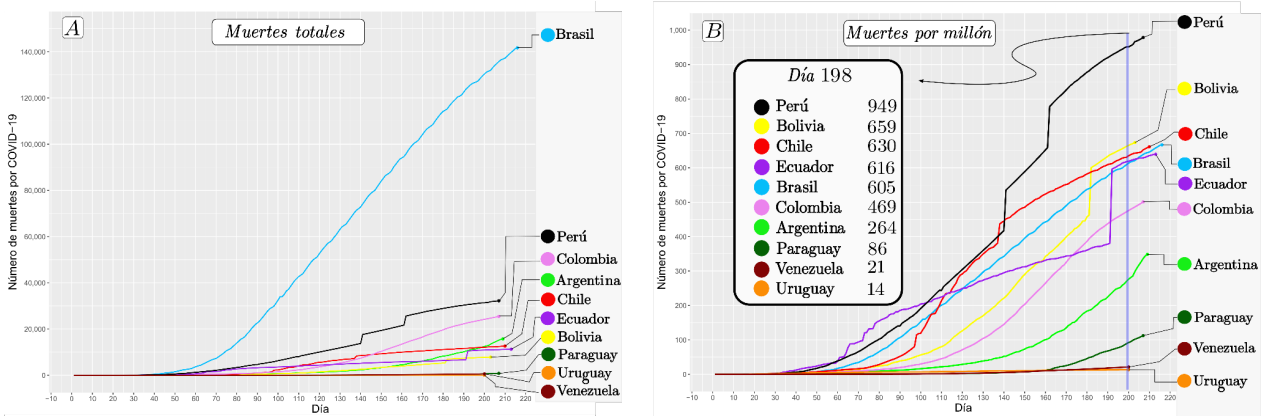 A
Muertes totales
Número de muertes por COVID−19
140,000
120,000
100,000
80,000
60,000
40,000
20,000
0
−10 0 10 20 30 40 50 60 70 80 90 100 110 120 130 140 150 160 170 180 190 200 210 220
Día
Brasil
Perú
Colombia
Argentina
Chile
Ecuador
Bolivia
Paraguay
Uruguay
Venezuela
B
Muertes por millón
Número de muertes por COVID−19
1,000
900
800
700
600
500
400
300
200
100
0
−10 0 10 20 30 40 50 60 70 80 90 100 110 120 130 140 150 160 170 180 190 200 210 220
Día
Día 198
Perú 949
Bolivia 659
Chile 630
Ecuador 616
Brasil 605
Colombia 469
Argentina 264
Paraguay 86
Venezuela 21
Uruguay 14
Perú
Bolivia
Chile
Brasil
Ecuador
Colombia
Argentina
Paraguay
Venezuela
Uruguay